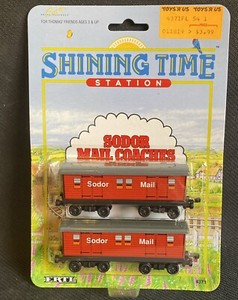 TOYS R US
TOYS R US
FOR THOMAS' FRIENDS AGES 3 & UP!
SHINING TIME
STATION
SODOR
MAIL COACHES
Sodor Mail
Sodor Mail
ERTL